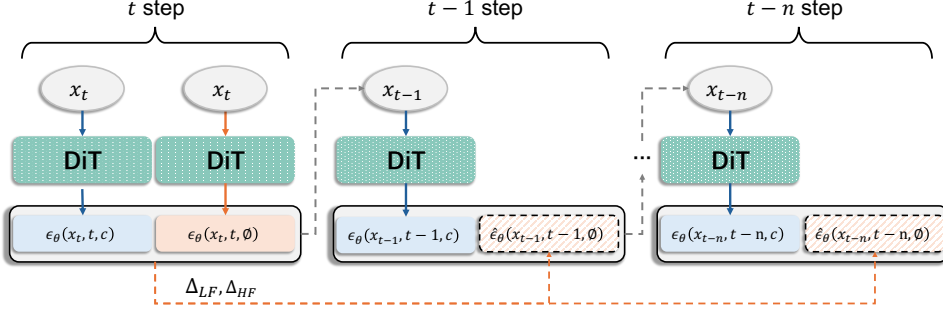 t step
t − 1 step
t − n step
x_t
x_t
x_{t−1}
x_{t−n}
DiT
DiT
DiT
...
DiT
ϵ_θ(x_t, t, c)
ϵ_θ(x_t, t, ∅)
ϵ_θ(x_{t−1}, t − 1, c)
ϵ̂_θ(x_{t−1}, t − 1, ∅)
ϵ_θ(x_{t−n}, t − n, c)
ϵ̂_θ(x_{t−n}, t − n, ∅)
Δ_{LF}, Δ_{HF}